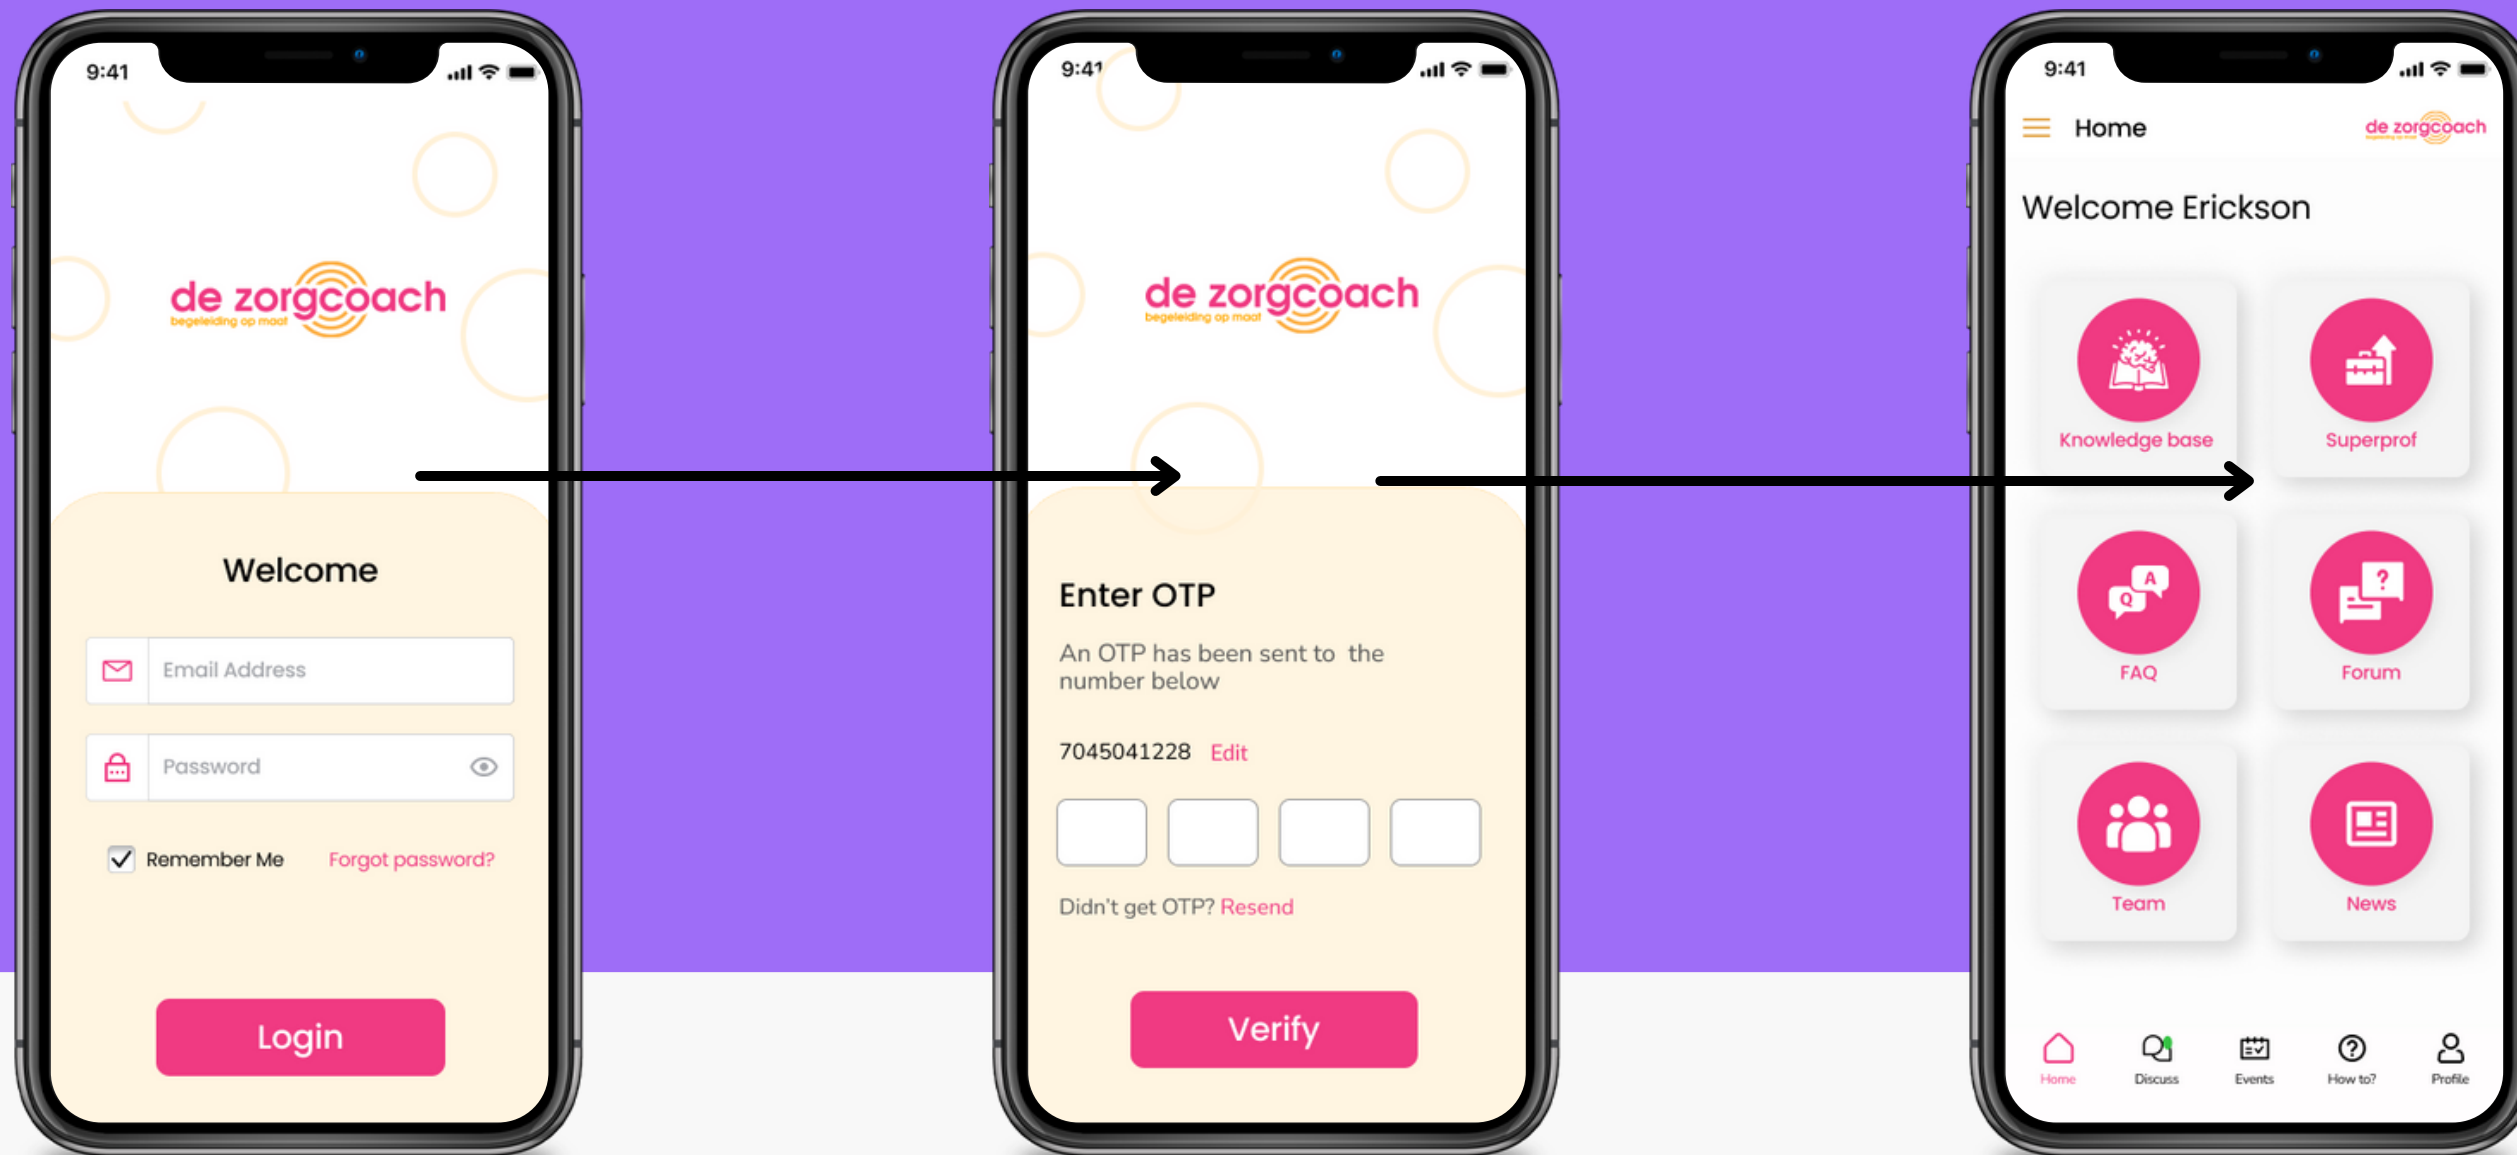 9:41
de zorgcoach
begeleiding op maat
Welcome
Email Address
Password
Remember Me Forgot password?
Login
9:41
de zorgcoach
begeleiding op maat
Enter OTP
An OTP has been sent to the
number below
7045041228 Edit
Didn't get OTP? Resend
Verify
9:41
Home de zorgcoach
Welcome Erickson
Knowledge base Superprof
Q A ?
FAQ Forum
Team News
?
Home Discuss Events How to? Profile